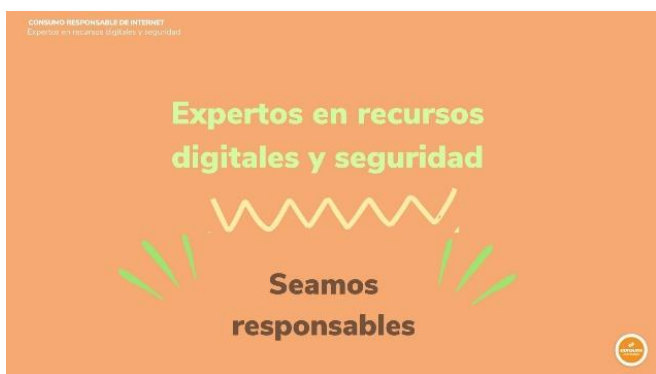 CONSUMO RESPONSABLE DE INTERNET
Expertos en recursos digitales y seguridad
Expertos en recursos
digitales y seguridad
Seamos
responsables